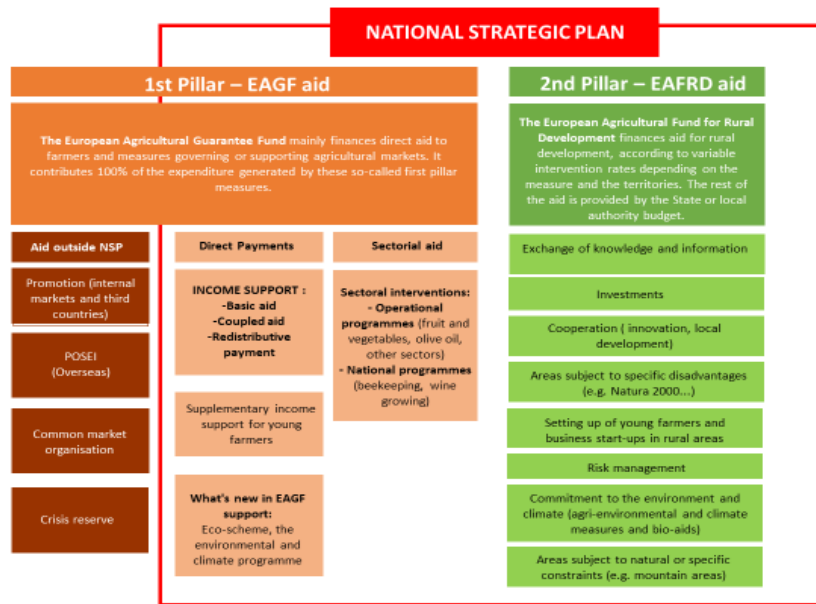 NATIONAL STRATEGIC PLAN
1st Pillar – EAGF aid
The European Agricultural Guarantee Fund mainly finances direct aid to
farmers and measures governing or supporting agricultural markets. It
contributes 100% of the expenditure generated by these so-called first pillar
measures.
Aid outside NSP
Promotion (internal
markets and third
countries)
POSEI
(Overseas)
Common market
organisation
Crisis reserve
Direct Payments
INCOME SUPPORT :
-Basic aid
-Coupled aid
-Redistributive
payment
Supplementary income
support for young
farmers
What's new in EAGF
support:
Eco-scheme, the
environmental and
climate programme
Sectorial aid
Sectoral interventions:
- Operational
programmes (fruit and
vegetables, olive oil,
other sectors)
- National programmes
(beekeeping, wine
growing)
2nd Pillar – EAFRD aid
The European Agricultural Fund for Rural
Development finances aid for rural
development, according to variable
intervention rates depending on the
measure and the territories. The rest of
the aid is provided by the State or local
authority budget.
Exchange of knowledge and information
Investments
Cooperation ( innovation, local
development)
Areas subject to specific disadvantages
(e.g. Natura 2000...)
Setting up of young farmers and
business start-ups in rural areas
Risk management
Commitment to the environment and
climate (agri-environmental and climate
measures and bio-aids)
Areas subject to natural or specific
constraints (e.g. mountain areas)